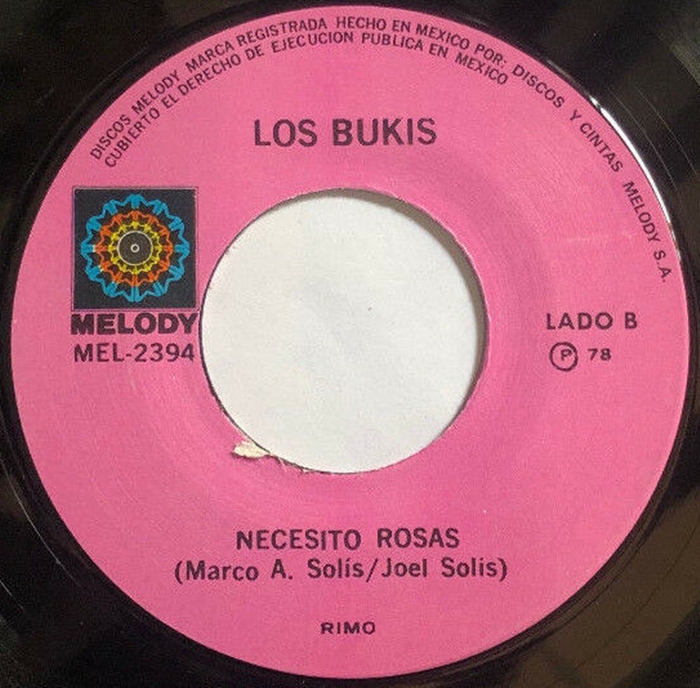 DISCOS MELODY MARCA REGISTRADA HECHO EN MEXICO POR: DISCOS Y CINTAS MELODY S.A.
CUBIERTO EL DERECHO DE EJECUCION PUBLICA EN MEXICO
LOS BUKIS
MELODY
MEL-2394
LADO B
Ⓟ 78
NECESITO ROSAS
(Marco A. Solís/Joel Solis)
RIMO